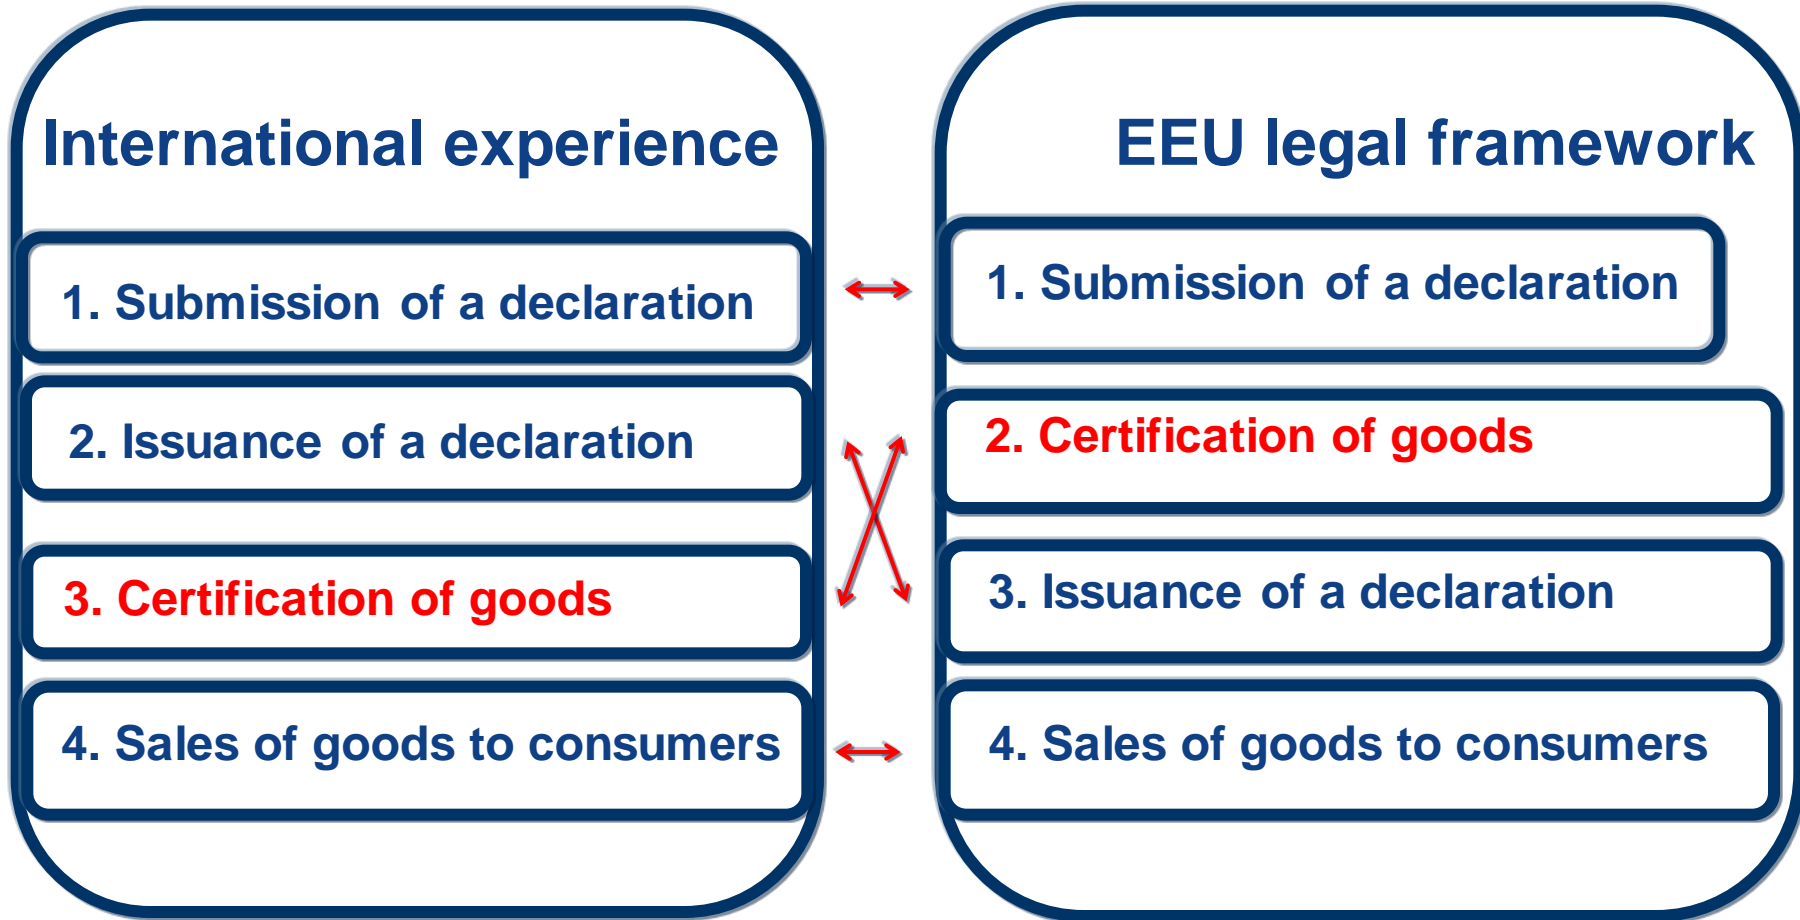 International experience
1. Submission of a declaration
2. Issuance of a declaration
3. Certification of goods
4. Sales of goods to consumers
EEU legal framework
1. Submission of a declaration
2. Certification of goods
3. Issuance of a declaration
4. Sales of goods to consumers